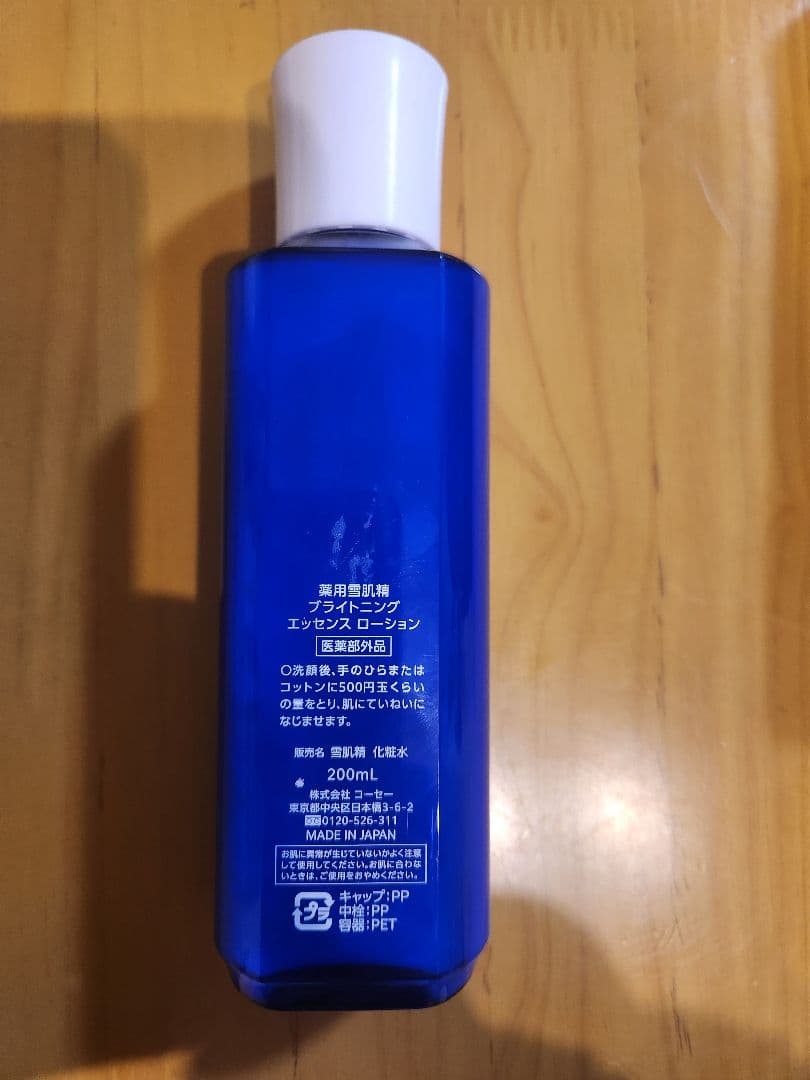 薬用雪肌精
ブライトニング
エッセンス ローション
医薬部外品
○洗顔後、手のひらまたは
コットンに500円玉くらい
の量をとり、肌にていねいに
なじませます。
販売名 雪肌精 化粧水
200mL
株式会社 コーセー
東京都中央区日本橋3-6-2
0120-526-311
MADE IN JAPAN
お肌に異常が生じていないかよく注意
して使用してください。お肌に合わな
いときは、ご使用をおやめください。
プラ
キャップ:PP
中栓:PP
容器:PET